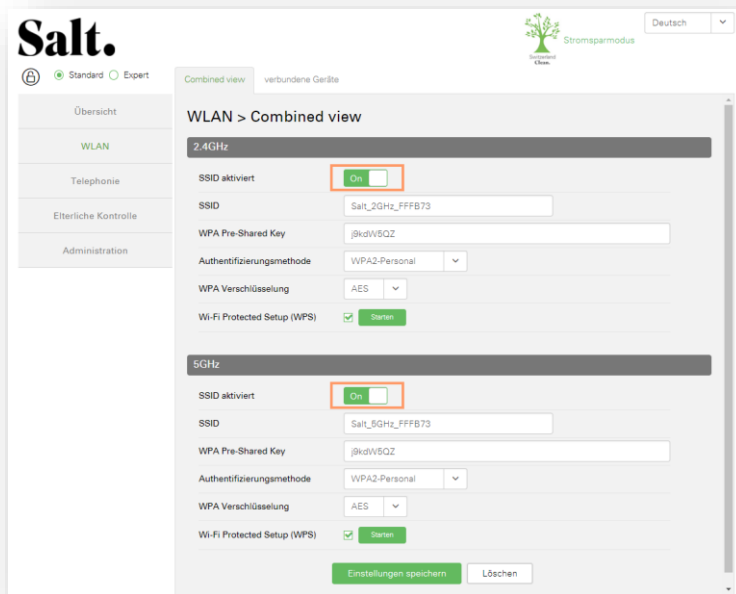 Salt.
Switzerland
Clean.
Stromsparmodus
Deutsch
Standard Expert
Combined view verbundene Geräte
Übersicht
WLAN
Telephonie
Elterliche Kontrolle
Administration
WLAN > Combined view
2.4GHz
SSID aktiviert On
SSID Salt_2GHz_FFFB73
WPA Pre-Shared Key j9kdW5QZ
Authentifizierungsmethode WPA2-Personal
WPA Verschlüsselung AES
Wi-Fi Protected Setup (WPS) Starten
5GHz
SSID aktiviert On
SSID Salt_5GHz_FFFB73
WPA Pre-Shared Key j9kdW5QZ
Authentifizierungsmethode WPA2-Personal
WPA Verschlüsselung AES
Wi-Fi Protected Setup (WPS) Starten
Einstellungen speichern Löschen